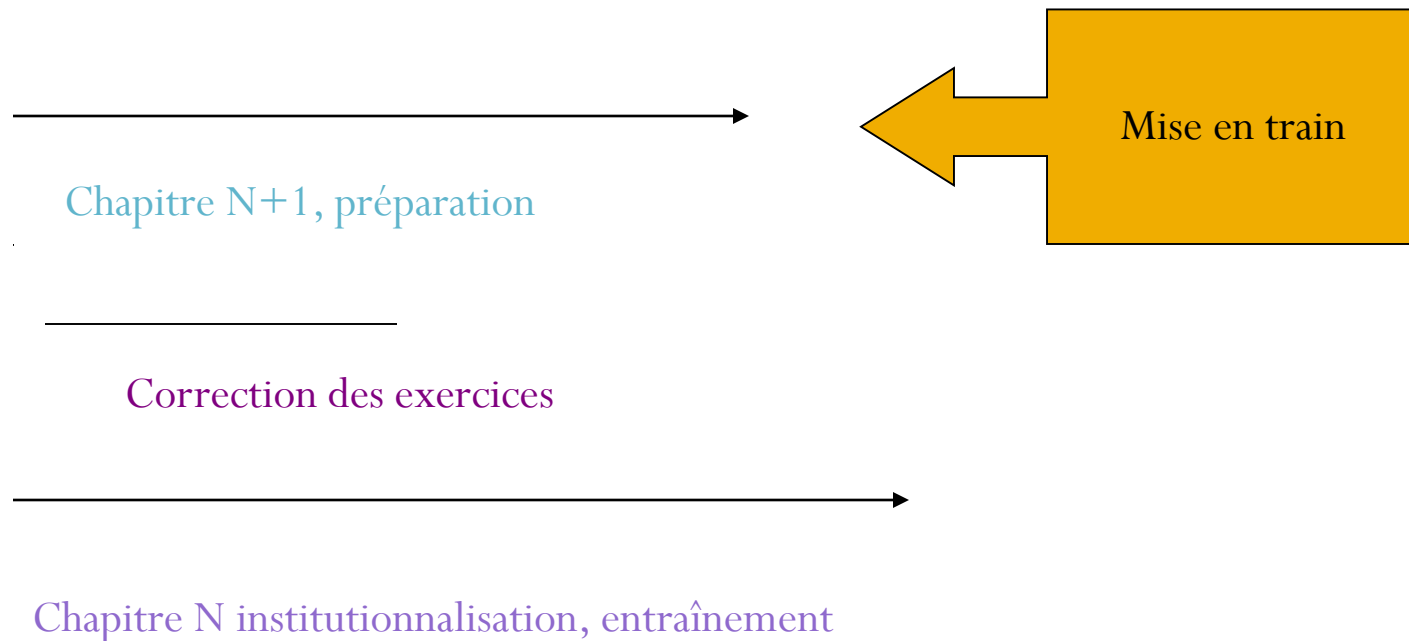 Mise en train
Chapitre N+1, préparation
Correction des exercices
Chapitre N institutionnalisation, entraînement